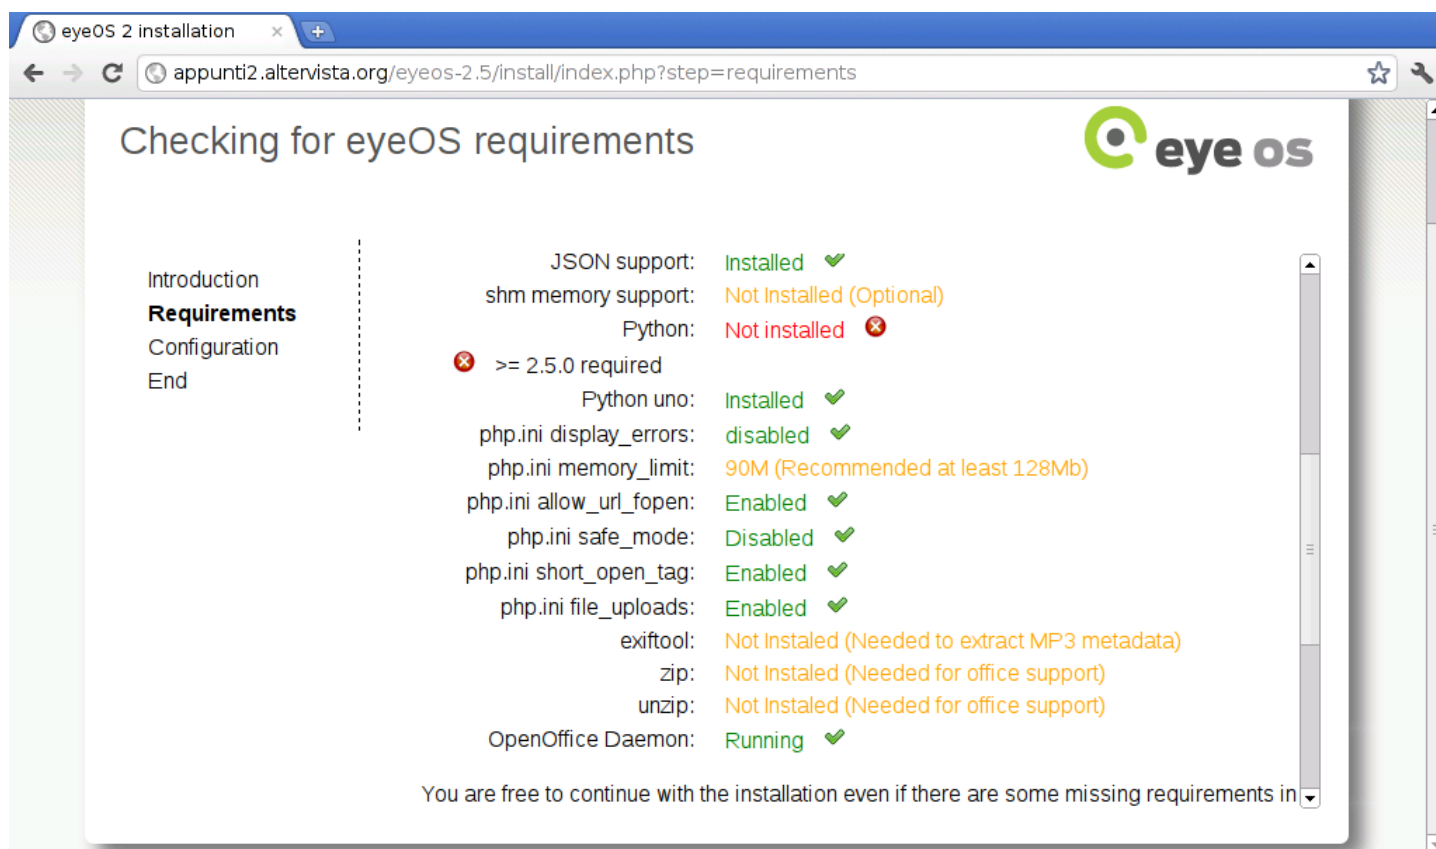 eyeOS 2 installation
appunti2.altervista.org/eyeos-2.5/install/index.php?step=requirements
Checking for eyeOS requirements
eye os
Introduction
Requirements
Configuration
End
JSON support: Installed
shm memory support: Not Installed (Optional)
Python: Not installed
>= 2.5.0 required
Python uno: Installed
php.ini display_errors: disabled
php.ini memory_limit: 90M (Recommended at least 128Mb)
php.ini allow_url_fopen: Enabled
php.ini safe_mode: Disabled
php.ini short_open_tag: Enabled
php.ini file_uploads: Enabled
exiftool: Not Instaled (Needed to extract MP3 metadata)
zip: Not Instaled (Needed for office support)
unzip: Not Instaled (Needed for office support)
OpenOffice Daemon: Running
You are free to continue with the installation even if there are some missing requirements in